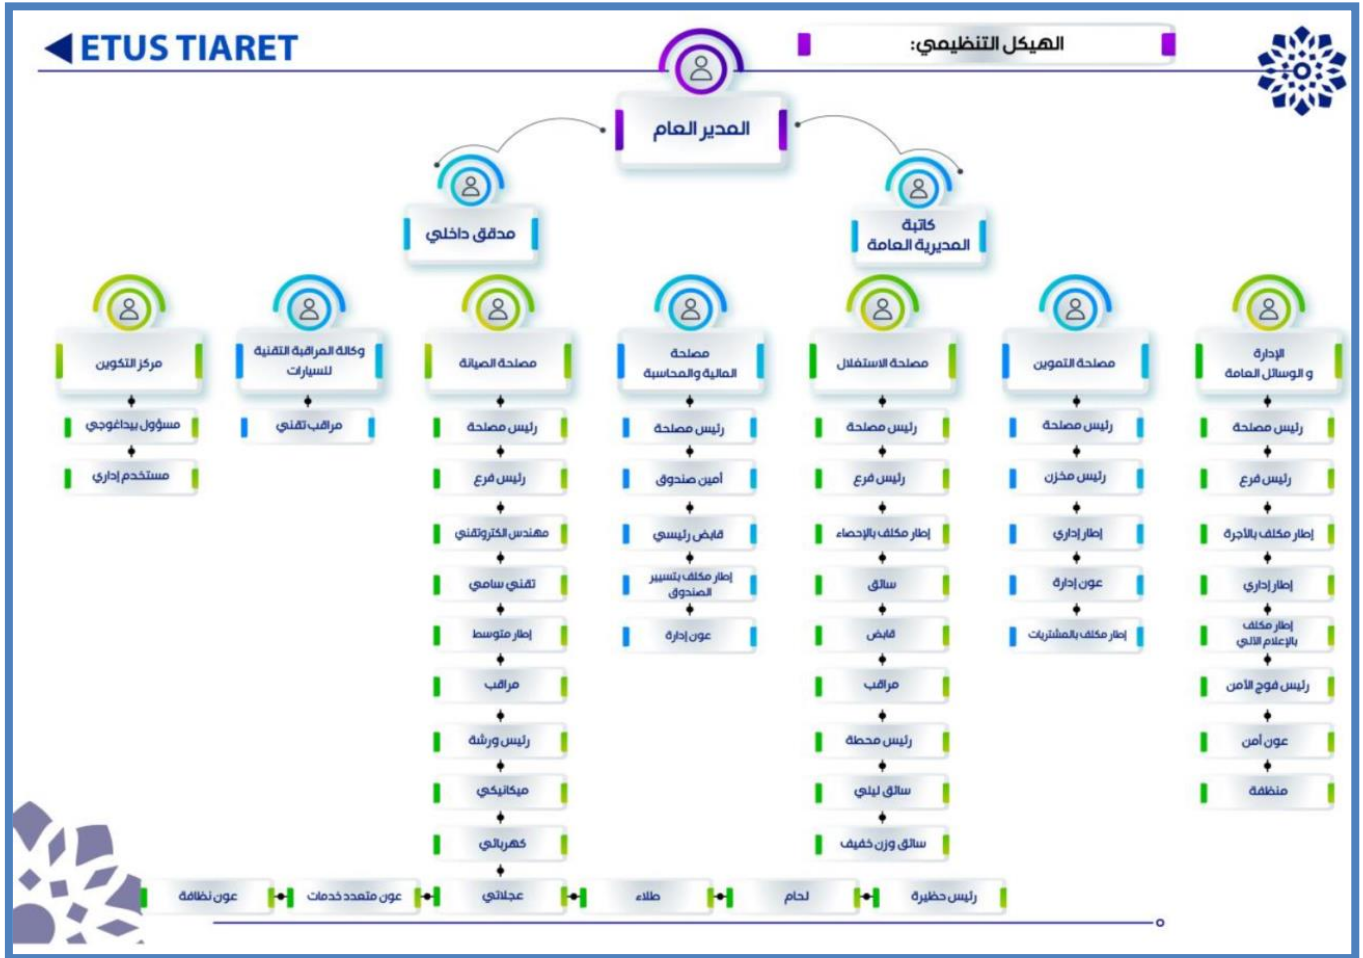 ETUS TIARET
الهيكل التنظيمي:
المدير العام
كاتبة
المديرية العامة
مدقق داخلي
الإدارة
و الوسائل العامة
رئيس مصلحة
رئيس فرع
إطار مكلف بالأجرة
إطار إداري
إطار مكلف
بالإعلام الآلي
رئيس فوج الأمن
عون أمن
منظفة
مصلحة التموين
رئيس مصلحة
رئيس مخزن
إطار إداري
عون إدارة
إطار مكلف بالمشتريات
مصلحة الاستغلال
رئيس مصلحة
رئيس فرع
إطار مكلف بالإحصاء
سائق
قابض
مراقب
رئيس محطة
سائق ليلي
سائق وزن خفيف
مصلحة
المالية والمحاسبة
رئيس مصلحة
أمين صندوق
قابض رئيسي
إطار مكلف بتسيير
الصندوق
عون إدارة
مصلحة الصيانة
رئيس مصلحة
رئيس فرع
مهندس الكتروتقني
تقني سامي
إطار متوسط
مراقب
رئيس ورشة
ميكانيكي
كهربائي
وكالة المراقبة التقنية
للسيارات
مراقب تقني
مركز التكوين
مسؤول بيداغوجي
مستخدم إداري
رئيس حظيرة
لحام
طلاء
عجلاتي
عون متعدد خدمات
عون نظافة